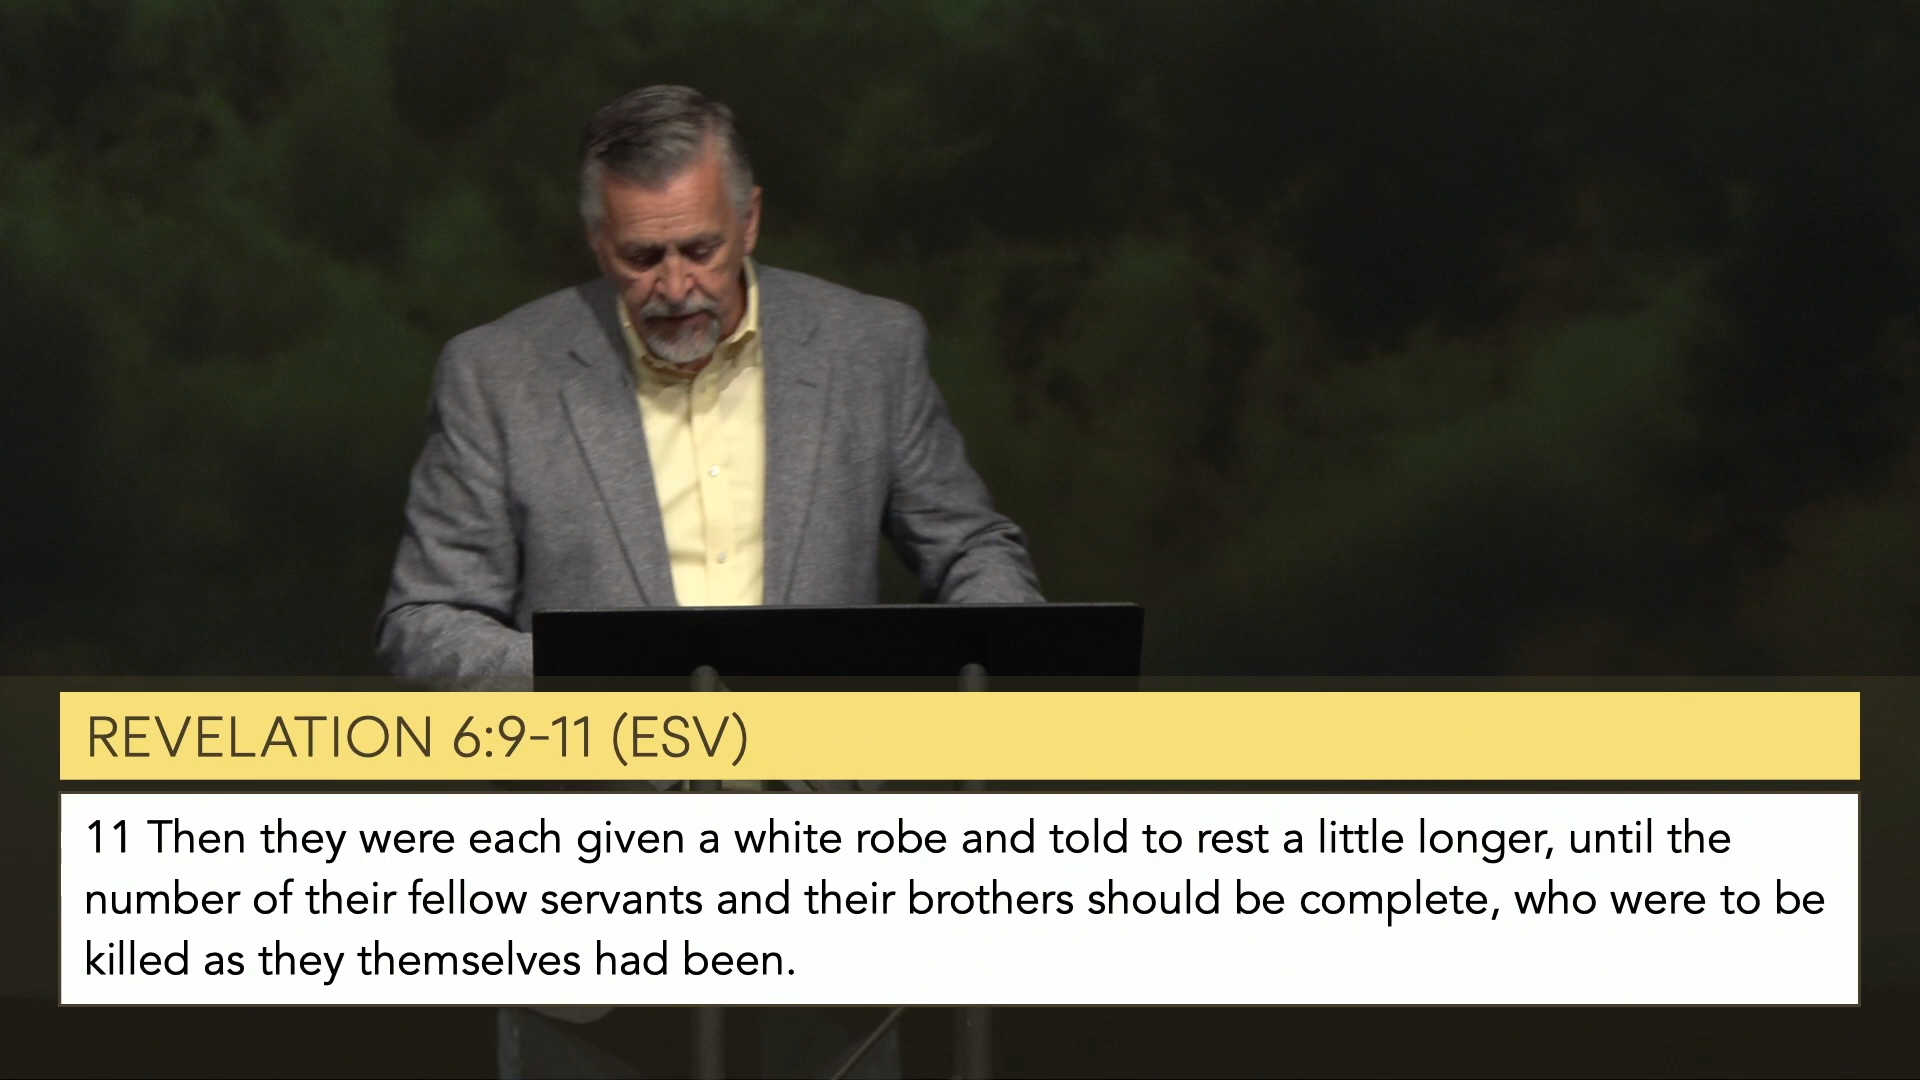 REVELATION 6:9-11 (ESV)
11 Then they were each given a white robe and told to rest a little longer, until the
number of their fellow servants and their brothers should be complete, who were to be
killed as they themselves had been.